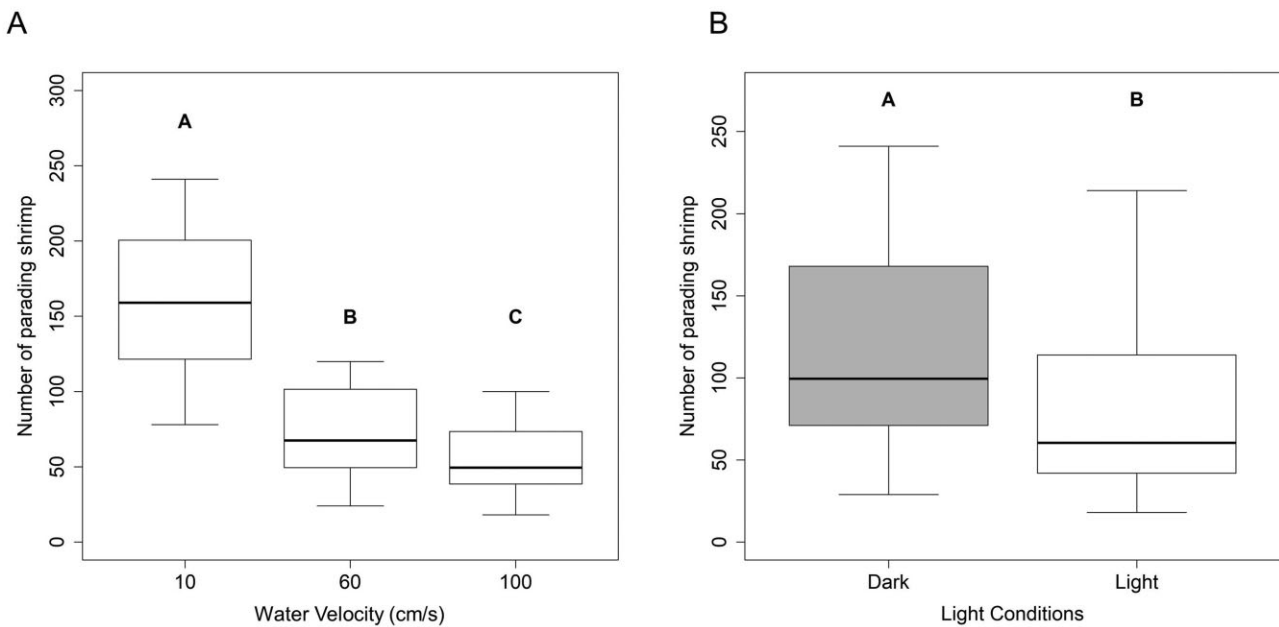 A
Number of parading shrimp
300
250
200
150
100
50
0
A
B
C
10 60 100
Water Velocity (cm/s)
B
Number of parading shrimp
250
200
150
100
50
0
A B
Dark Light
Light Conditions